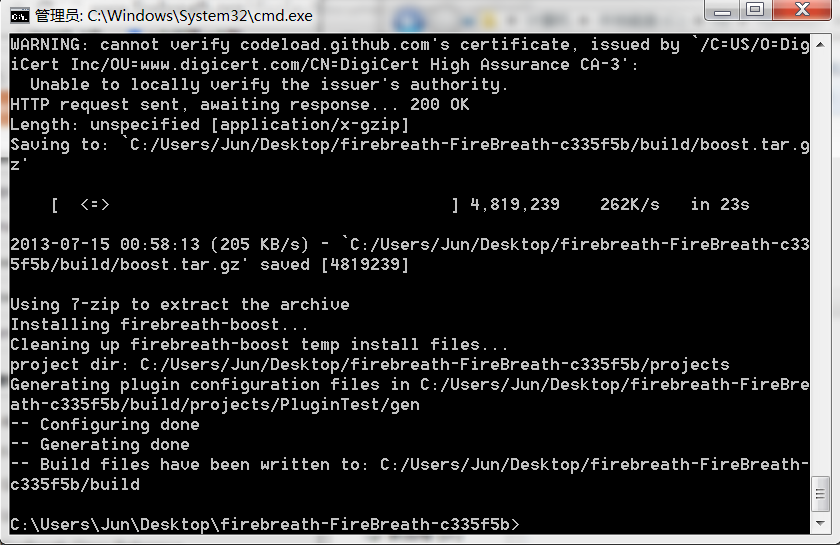 管理员: C:\Windows\System32\cmd.exe
WARNING: cannot verify codeload.github.com's certificate, issued by `/C=US/O=Dig
iCert Inc/OU=www.digicert.com/CN=DigiCert High Assurance CA-3':
  Unable to locally verify the issuer's authority.
HTTP request sent, awaiting response... 200 OK
Length: unspecified [application/x-gzip]
Saving to: `C:/Users/Jun/Desktop/firebreath-FireBreath-c335f5b/build/boost.tar.g
z'
    [  <=>                                  ] 4,819,239    262K/s   in 23s
2013-07-15 00:58:13 (205 KB/s) - `C:/Users/Jun/Desktop/firebreath-FireBreath-c33
5f5b/build/boost.tar.gz' saved [4819239]
Using 7-zip to extract the archive
Installing firebreath-boost...
Cleaning up firebreath-boost temp install files...
project dir: C:/Users/Jun/Desktop/firebreath-FireBreath-c335f5b/projects
Generating plugin configuration files in C:/Users/Jun/Desktop/firebreath-FireBre
ath-c335f5b/build/projects/PluginTest/gen
-- Configuring done
-- Generating done
-- Build files have been written to: C:/Users/Jun/Desktop/firebreath-FireBreath-
c335f5b/build
C:\Users\Jun\Desktop\firebreath-FireBreath-c335f5b>